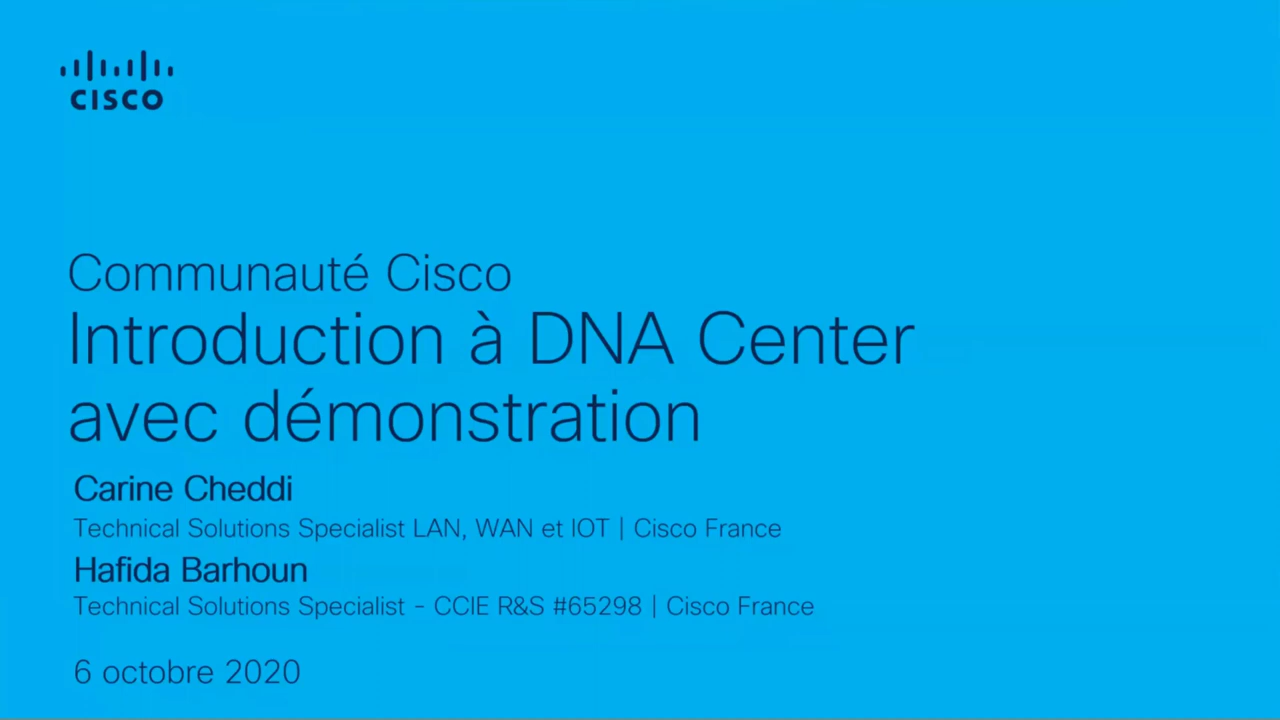 CISCO
Communauté Cisco
Introduction à DNA Center
avec démonstration
Carine Cheddi
Technical Solutions Specialist LAN, WAN et IOT | Cisco France
Hafida Barhoun
Technical Solutions Specialist - CCIE R&S #65298 | Cisco France
6 octobre 2020